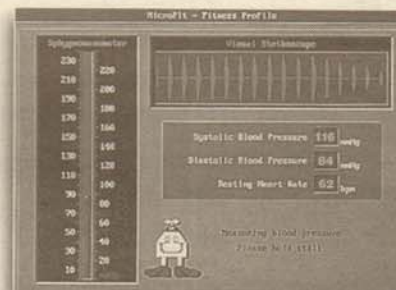 MicroFit - Fitness Profile
Sphygmomanometer
230
220
210
200
190
180
170
160
150
140
130
120
110
100
90
80
70
60
50
40
30
20
10
Visual Stethoscope
Systolic Blood Pressure 116 mmHg
Diastolic Blood Pressure 84 mmHg
Resting Heart Rate 62 bpm
Measuring blood pressure
Please hold still